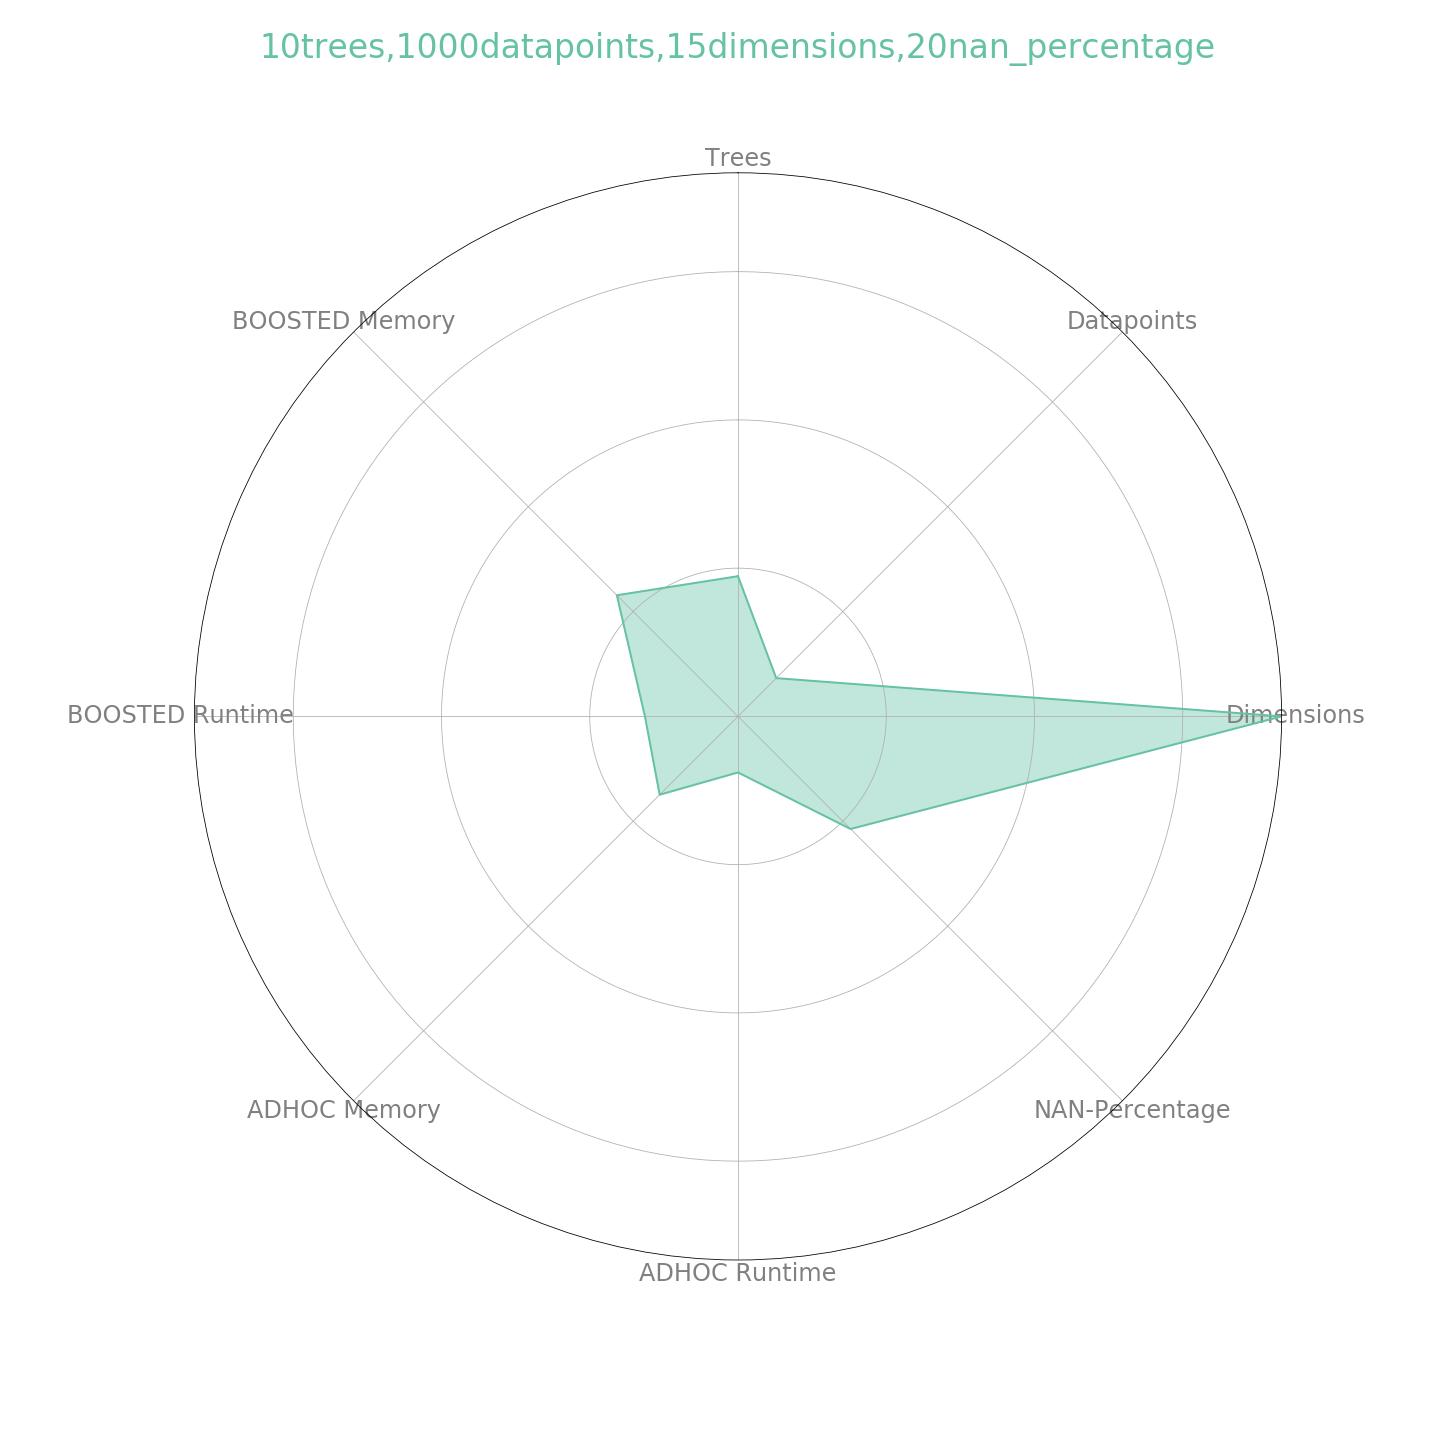 10trees,1000datapoints,15dimensions,20nan_percentage
Trees
BOOSTED Memory
Datapoints
BOOSTED Runtime
Dimensions
ADHOC Memory
NAN-Percentage
ADHOC Runtime